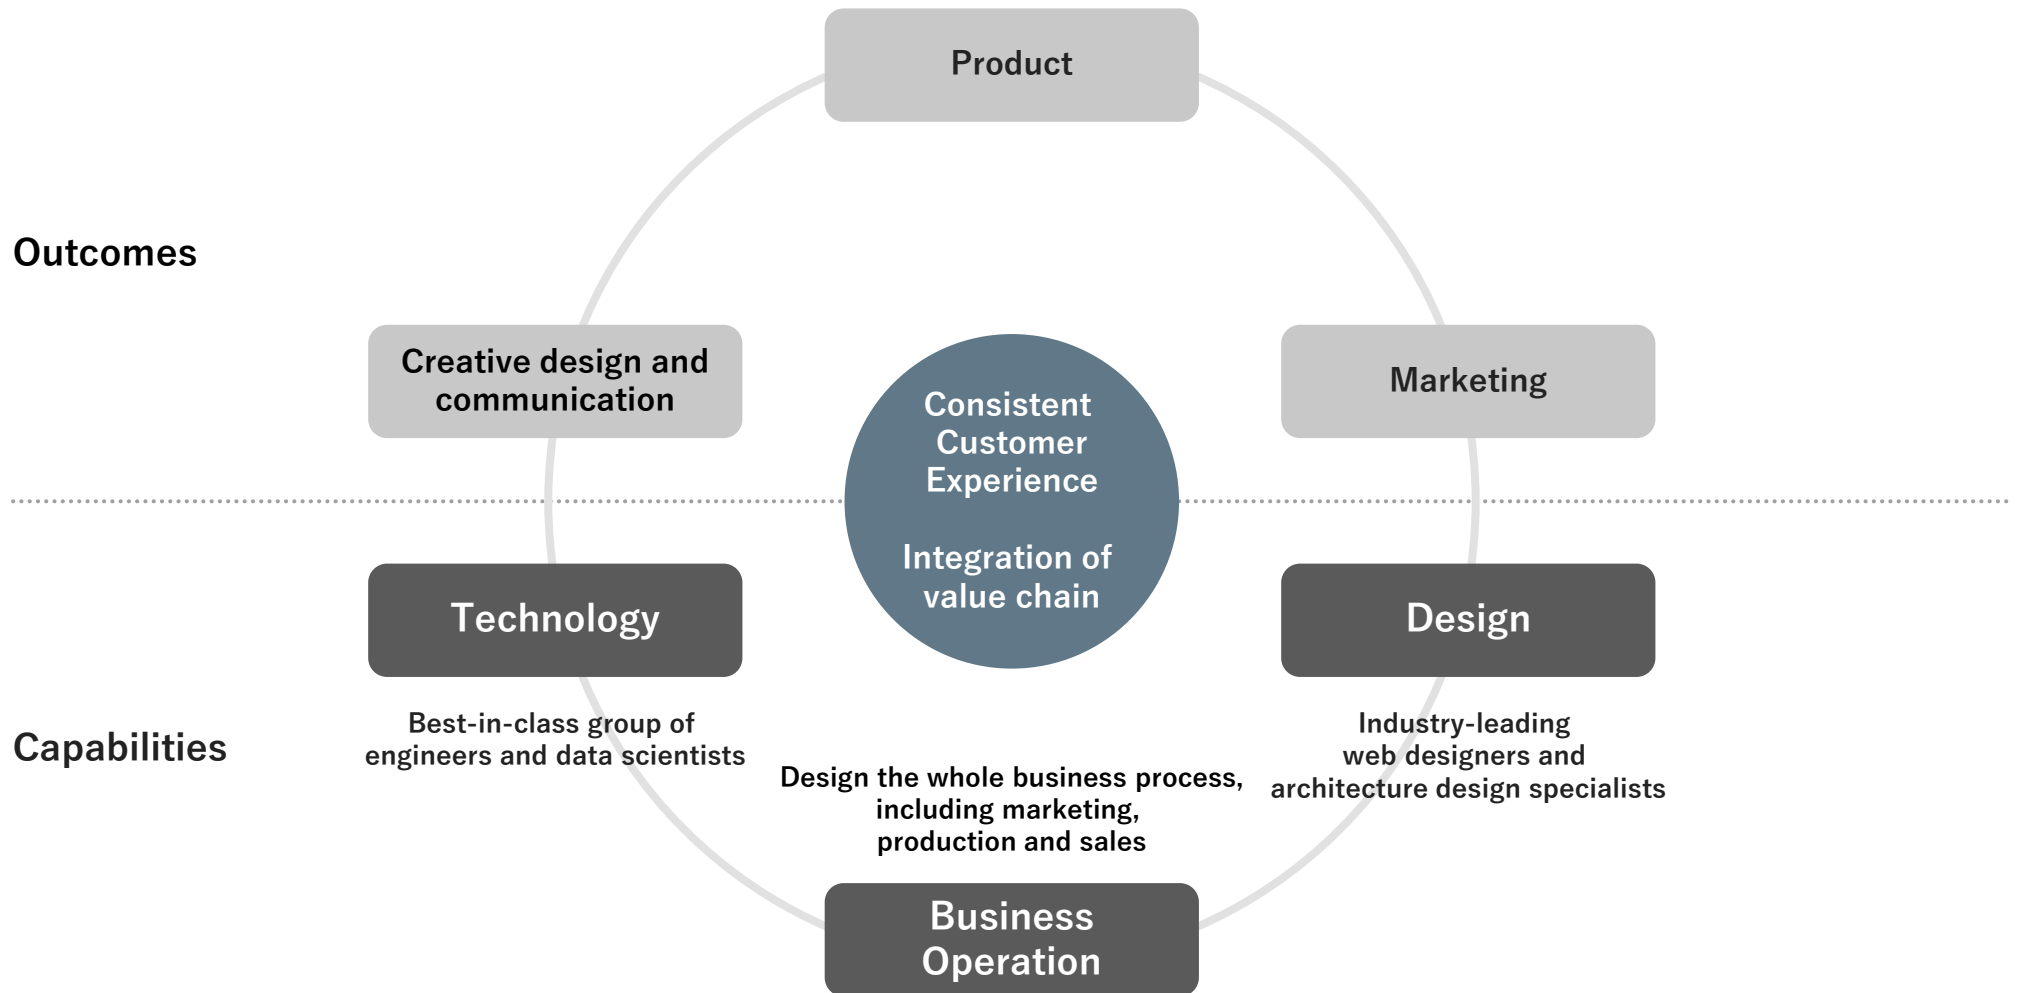 Product
Outcomes
Creative design and
communication
Marketing
Consistent
Customer
Experience
Integration of
value chain
Technology
Design
Capabilities
Best-in-class group of
engineers and data scientists
Design the whole business process,
including marketing,
production and sales
Industry-leading
web designers and
architecture design specialists
Business
Operation